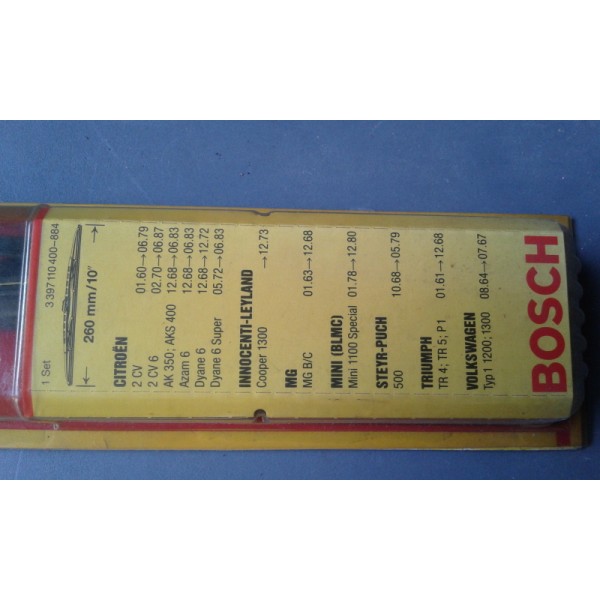 1 Set 3 397 110 400-884
260 mm/10"
CITROËN
2 CV 01.60→06.79
2 CV 6 02.70→06.87
AK 350; AKS 400 12.68→06.83
Azam 6 12.68→06.83
Dyane 6 12.68→12.72
Dyane 6 Super 05.72→06.83
INNOCENTI-LEYLAND
Cooper 1300 →12.73
MG
MG B/C 01.63→12.68
MINI (BLMC)
Mini 1100 Special 01.78→12.80
STEYR-PUCH
500 10.68→05.79
TRIUMPH
TR 4; TR 5; P1 01.61→12.68
VOLKSWAGEN
Typ 1 1200; 1300 08.64→07.67
BOSCH